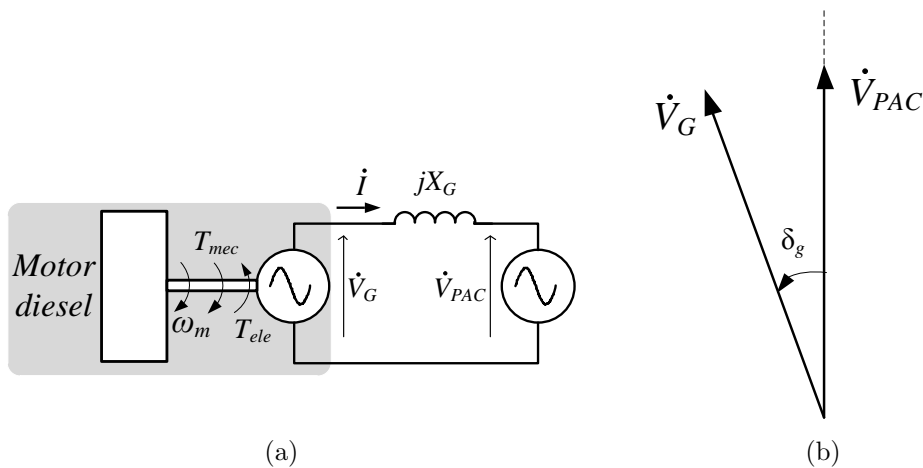 Motor
diesel
T_mec
ω_m
T_ele
İ
jX_G
V̇_G
V̇_PAC
(a)
V̇_G
V̇_PAC
δ_g
(b)